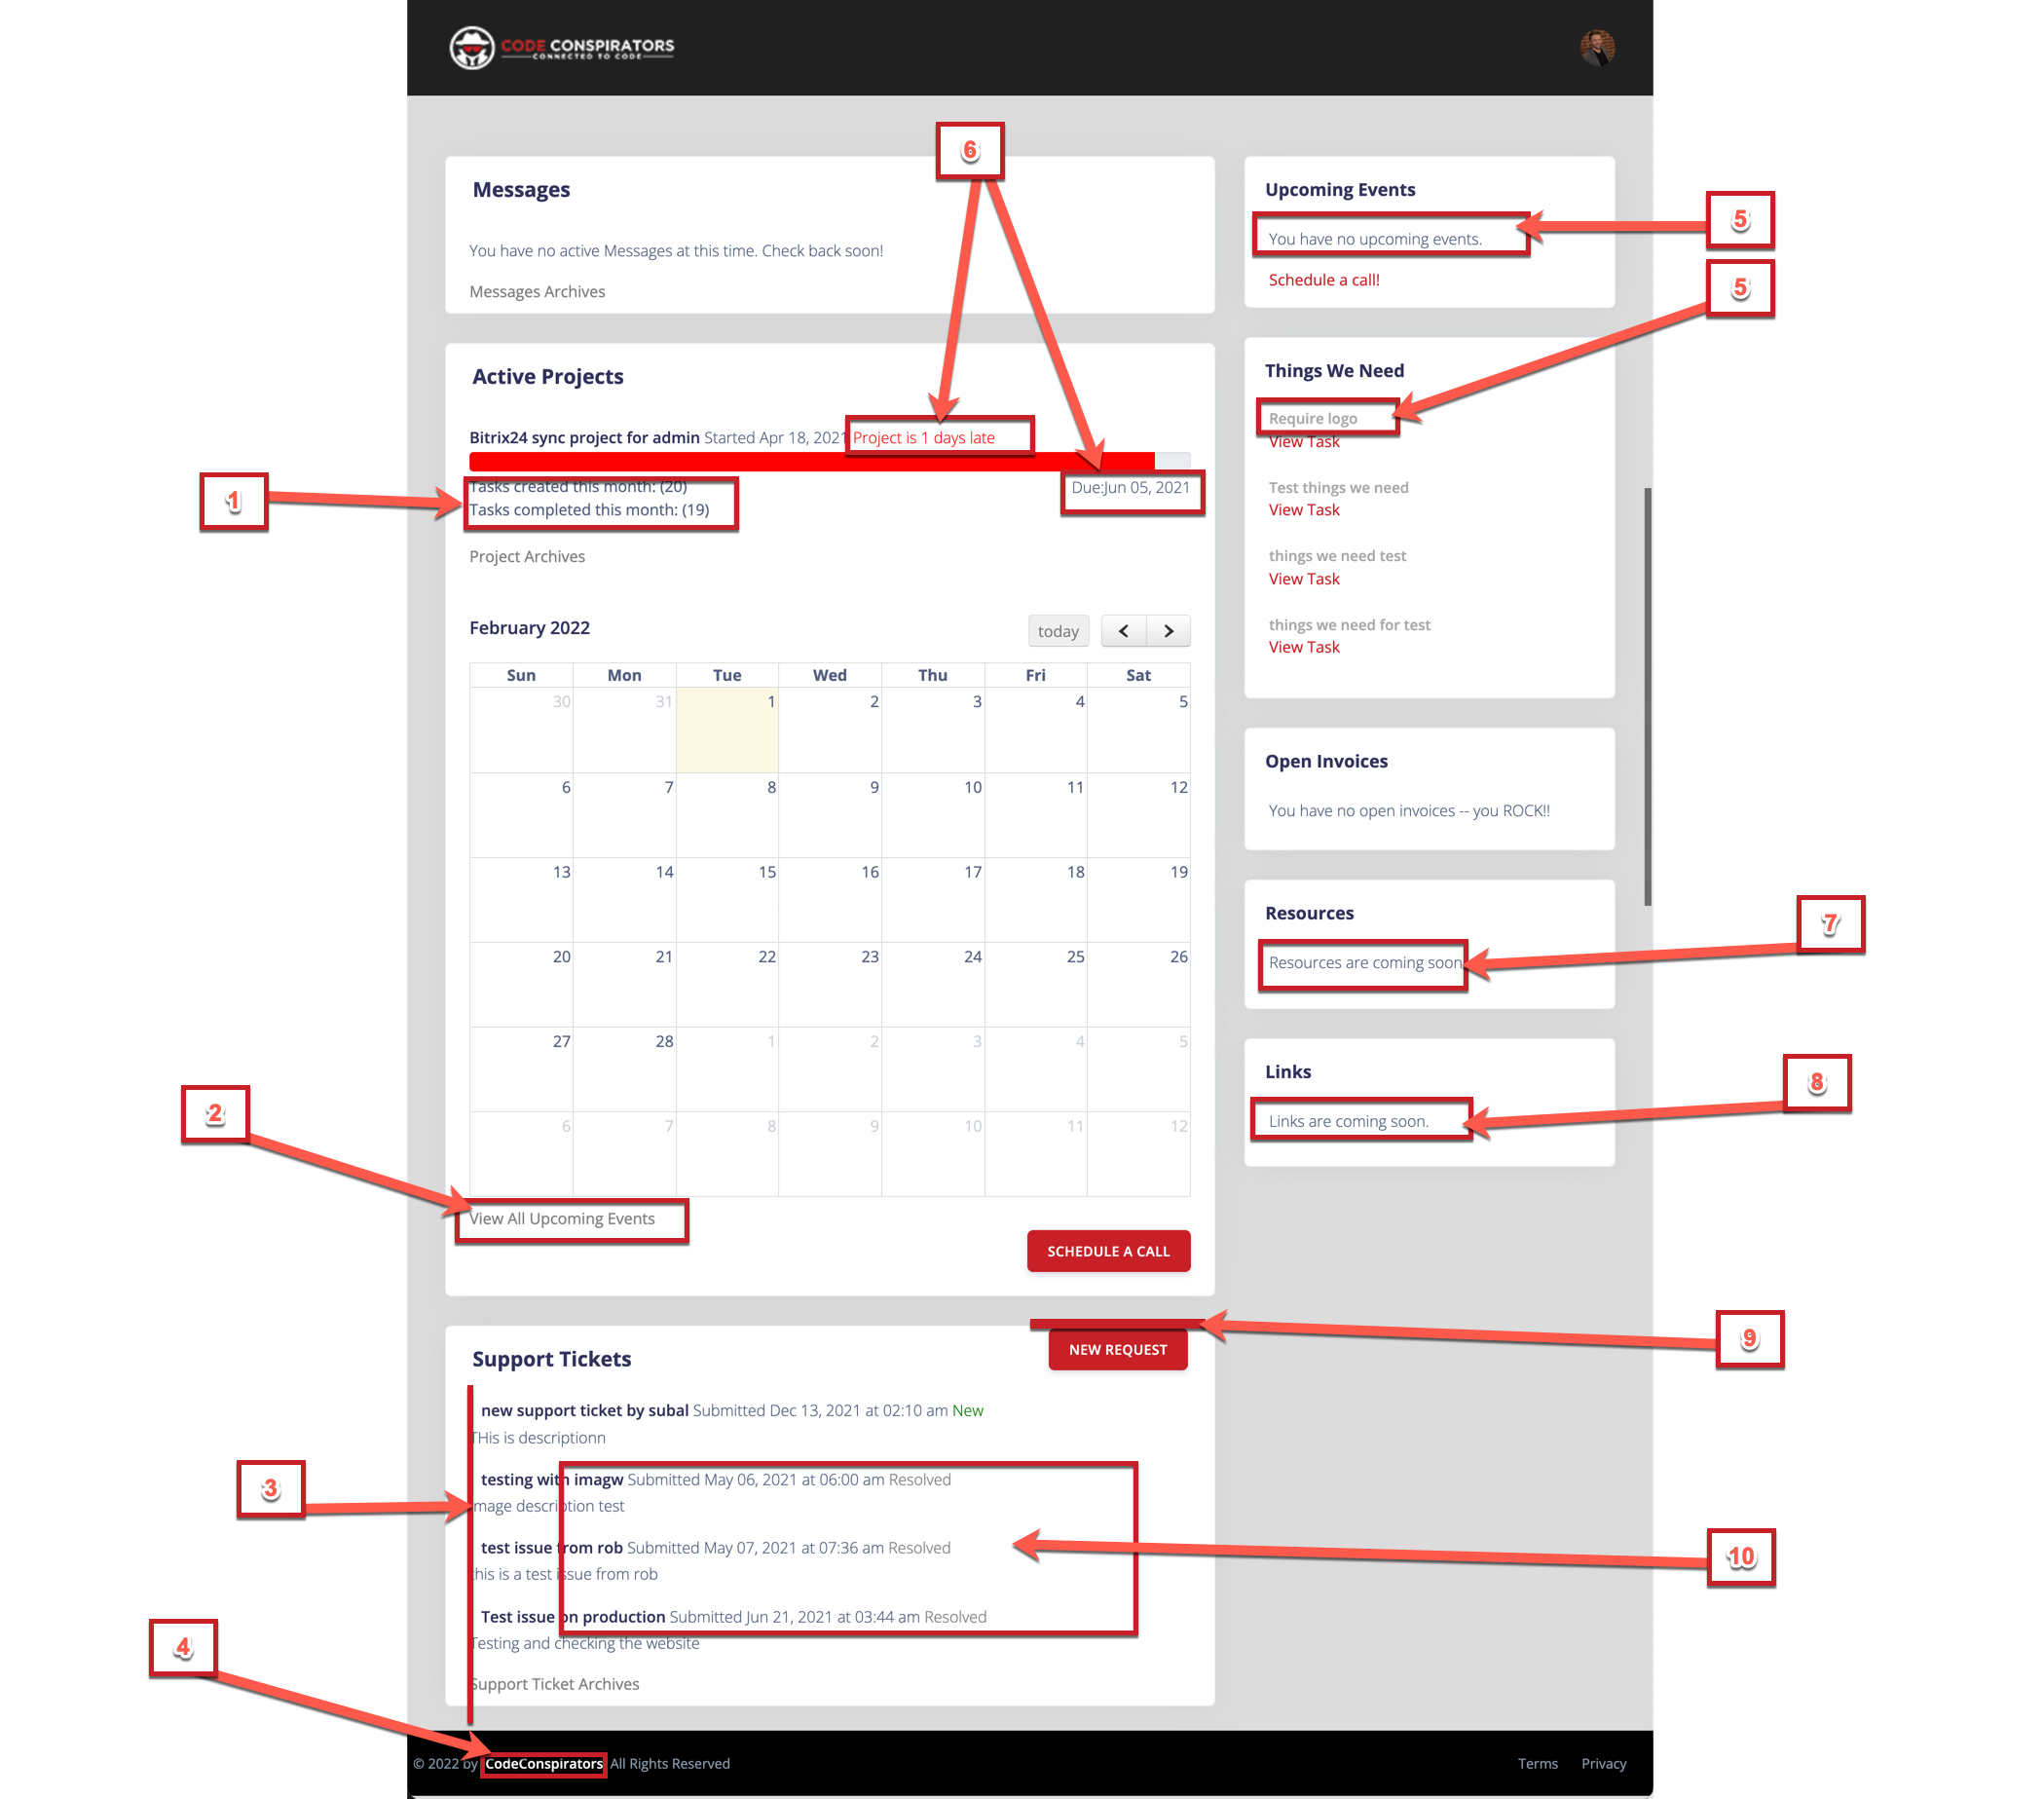 CODE CONSPIRATORS
CONNECTED TO CODE
6
Messages
You have no active Messages at this time. Check back soon!
Messages Archives
Upcoming Events
You have no upcoming events.
Schedule a call!
5
5
Active Projects
Bitrix24 sync project for admin Started Apr 18, 2021 Project is 1 days late
1
Tasks created this month: (20)
Due:Jun 05, 2021
Tasks completed this month: (19)
Project Archives
Things We Need
Require logo
View Task
Test things we need
View Task
things we need test
View Task
things we need for test
View Task
February 2022
today
Sun Mon Tue Wed Thu Fri Sat
30 31 1 2 3 4 5
6 7 8 9 10 11 12
13 14 15 16 17 18 19
20 21 22 23 24 25 26
27 28 1 2 3 4 5
6 7 8 9 10 11 12
2
View All Upcoming Events
SCHEDULE A CALL
Open Invoices
You have no open invoices -- you ROCK!!
Resources
Resources are coming soon
7
Links
Links are coming soon.
8
9
Support Tickets
NEW REQUEST
new support ticket by subal Submitted Dec 13, 2021 at 02:10 am New
THis is descriptionn
3
testing with imagw Submitted May 06, 2021 at 06:00 am Resolved
image description test
test issue from rob Submitted May 07, 2021 at 07:36 am Resolved
this is a test issue from rob
10
Test issue on production Submitted Jun 21, 2021 at 03:44 am Resolved
Testing and checking the website
4
Support Ticket Archives
© 2022 by CodeConspirators All Rights Reserved
Terms Privacy